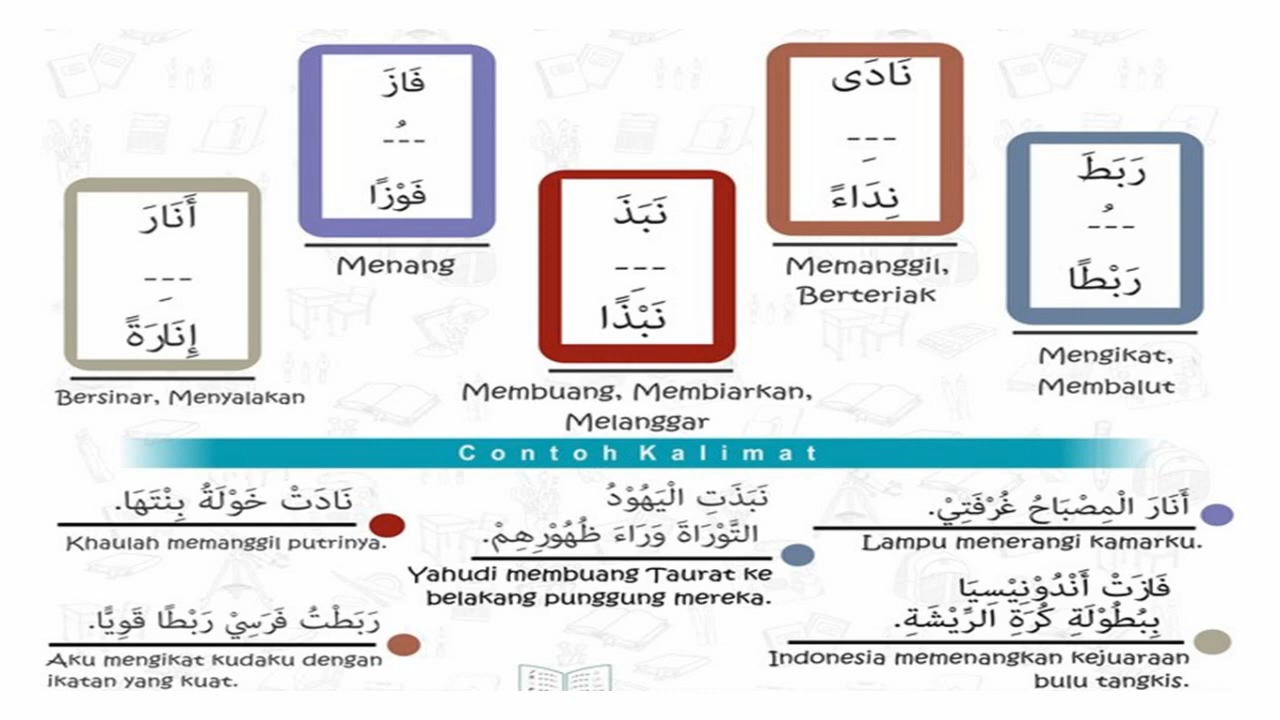 فَازَ
---ُ
فَوْزًا
Menang
نَادَى
---
ِ
نِدَاءً
Memanggil,
Berteriak
رَبَطَ
---ُ
رَبْطًا
Mengikat,
Membalut
نَبَذَ
---
ِ
نَبْذًا
Membuang, Membiarkan,
Melanggar
أَنَارَ
---
ِ
إِنَارَةً
Bersinar, Menyalakan
Contoh Kalimat
أَنَارَ الْمِصْبَاحُ غُرْفَتِيْ.
Lampu menerangi kamarku.
نَبَذَتِ الْيَهُوْدُ
التَّوْرَاةَ وَرَاءَ ظُهُوْرِهِمْ.
Yahudi membuang Taurat ke
belakang punggung mereka.
نَادَتْ خَوْلَةُ بِنْتَهَا.
Khaulah memanggil putrinya.
فَازَتْ أَنْدُوْنِيْسِيَا
بِبُطُوْلَةِ كُرَةِ اَلرِّيْشَةِ.
Indonesia memenangkan kejuaraan
bulu tangkis.
رَبَطْتُ فَرَسِيْ رَبْطًا قَوِيًّا.
Aku mengikat kudaku dengan
ikatan yang kuat.